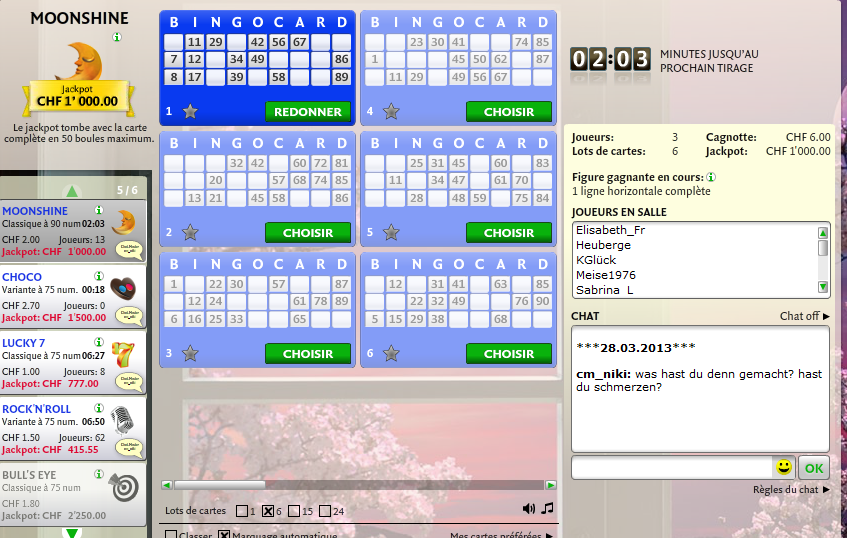 MOONSHINE
Jackpot
CHF 1'000.00
Le jackpot tombe avec la carte
complète en 50 boules maximum.
5/6
MOONSHINE
Classique à 90 num 02:03
CHF 2.00 Joueurs: 13
Jackpot: CHF 1'000.00
CHOCO
Variante à 75 num. 00:18
CHF 2.70 Joueurs: 0
Jackpot: CHF 1'500.00
LUCKY 7
Classique à 75 num 06:27
CHF 1.00 Joueurs: 8
Jackpot: CHF 777.00
ROCK'N'ROLL
Variante à 75 num. 06:50
CHF 1.50 Joueurs: 62
Jackpot: CHF 415.55
BULL'S EYE
Classique à 75 num
CHF 1.80
Jackpot: CHF 2'250.00
B I N G O C A R D
11 29 42 56 67
7 12 34 49 86
8 17 39 58 89
1 REDONNER
B I N G O C A R D
23 30 41 74 85
1 45 50 62 87
11 29 49 56 67
4 CHOISIR
32 42 60 72 81
20 57 68 74 85
13 21 45 58 86
2 CHOISIR
25 31 45 60 83
11 34 47 61 70
28 48 59 75 84
5 CHOISIR
B I N G O C A R D
1 22 30 57 87
12 24 61 78 89
6 16 25 33 65
3 CHOISIR
B I N G O C A R D
12 31 41 63 85
22 32 49 76 90
5 15 29 38 68
6 CHOISIR
Lots de cartes 1 6 15 24
Classer Marquage automatique Mes cartes préférées
02:03 MINUTES JUSQU'AU
PROCHAIN TIRAGE
Joueurs: 3 Cagnotte: CHF 6.00
Lots de cartes: 6 Jackpot: CHF 1'000.00
Figure gagnante en cours:
1 ligne horizontale complète
JOUEURS EN SALLE
Elisabeth_Fr
Heuberge
KGlück
Meise1976
Sabrina_L
CHAT Chat off
***28.03.2013***
cm_niki: was hast du denn gemacht? hast
du schmerzen?
OK
Règles du chat